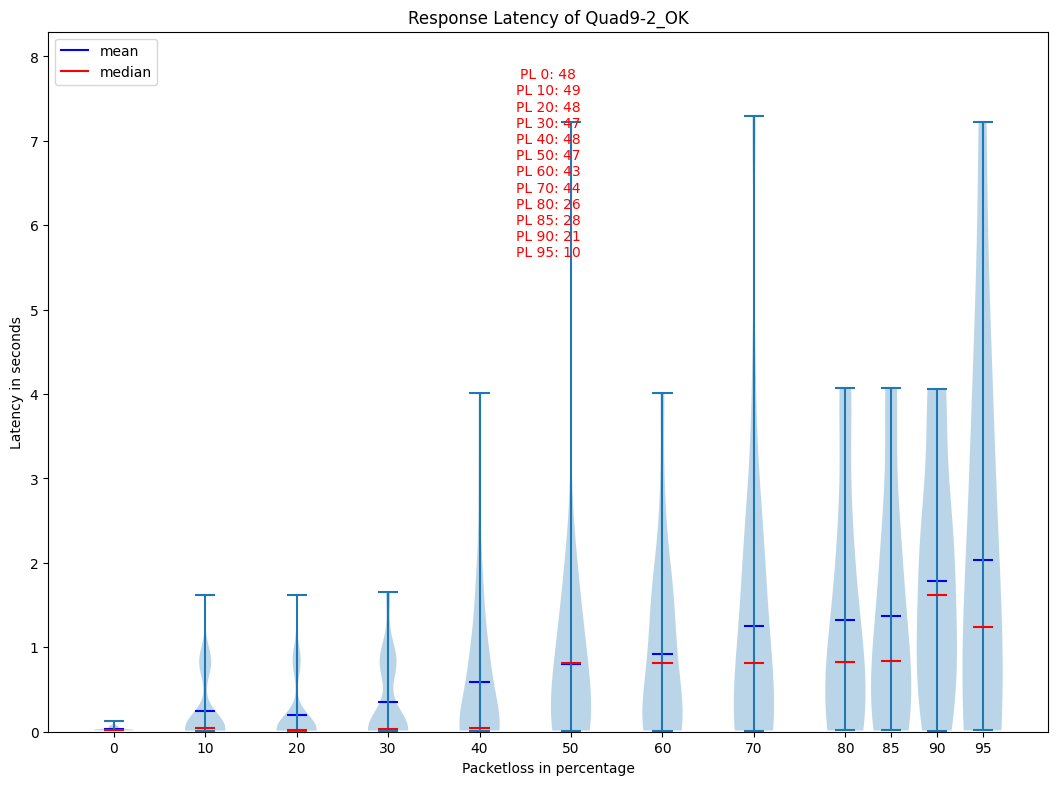 Response Latency of Quad9-2_OK
mean
median
PL 0: 48
PL 10: 49
PL 20: 48
PL 30: 47
PL 40: 48
PL 50: 47
PL 60: 43
PL 70: 44
PL 80: 26
PL 85: 28
PL 90: 21
PL 95: 10
Latency in seconds
8
7
6
5
4
3
2
1
0
0 10 20 30 40 50 60 70 80 85 90 95
Packetloss in percentage